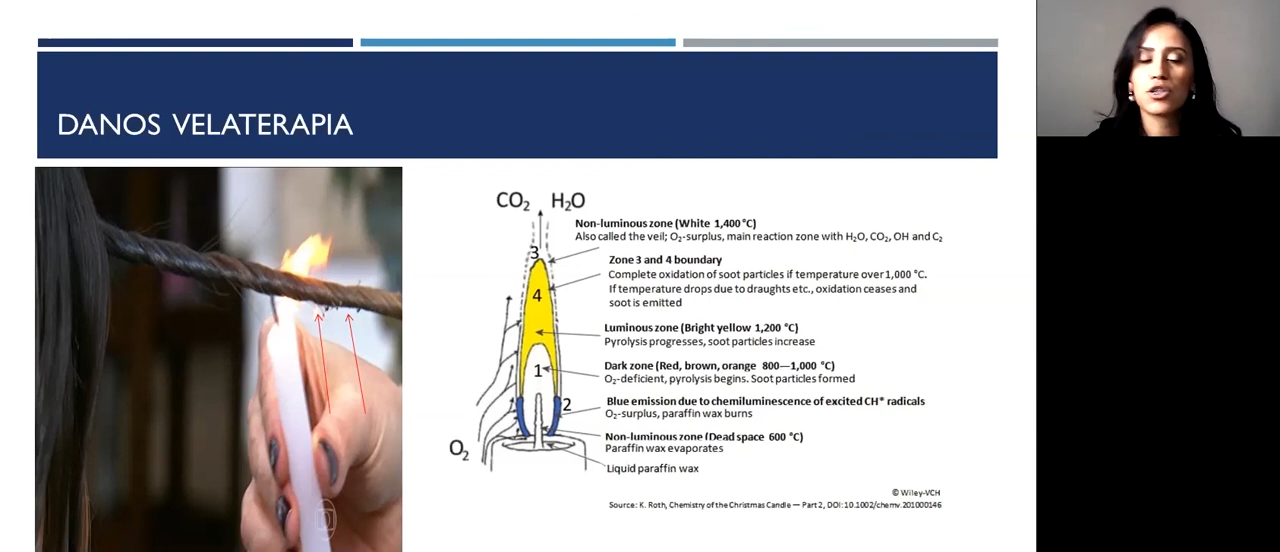 DANOS VELATERAPIA
CO₂ H₂O
Non-luminous zone (White 1,400 °C)
Also called the veil; O₂-surplus, main reaction zone with H₂O, CO₂, OH and C₂
3
Zone 3 and 4 boundary
Complete oxidation of soot particles if temperature over 1,000 °C.
If temperature drops due to draughts etc., oxidation ceases and
soot is emitted
4
Luminous zone (Bright yellow 1,200 °C)
Pyrolysis progresses, soot particles increase
Dark zone (Red, brown, orange 800—1,000 °C)
O₂-deficient, pyrolysis begins. Soot particles formed
1
Blue emission due to chemiluminescence of excited CH* radicals
O₂-surplus, paraffin wax burns
2
Non-luminous zone (Dead space 600 °C)
Paraffin wax evaporates
O₂
Liquid paraffin wax
© Wiley-VCH
Source: K. Roth, Chemistry of the Christmas Candle — Part 2, DOI:10.1002/chemv.201000146